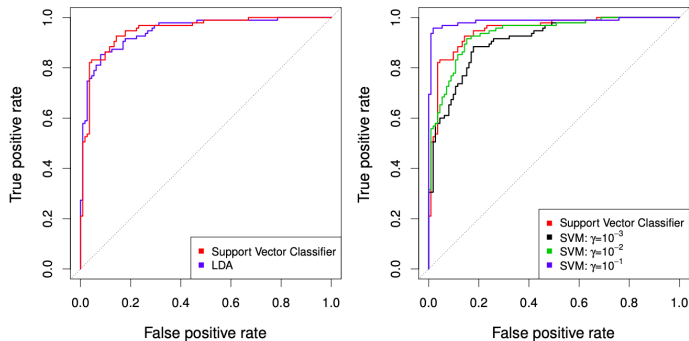 True positive rate
1.0
0.8
0.6
0.4
0.2
0.0
Support Vector Classifier
LDA
0.0 0.2 0.4 0.6 0.8 1.0
False positive rate
True positive rate
1.0
0.8
0.6
0.4
0.2
0.0
Support Vector Classifier
SVM: γ=10⁻³
SVM: γ=10⁻²
SVM: γ=10⁻¹
0.0 0.2 0.4 0.6 0.8 1.0
False positive rate